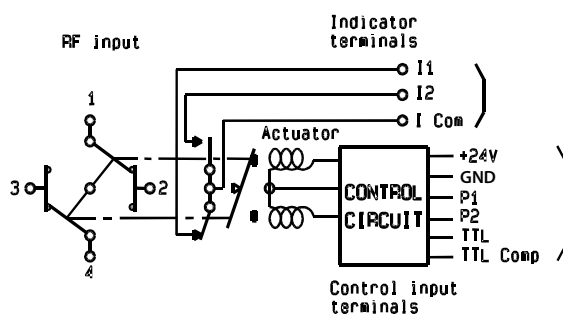 Indicator
terminals
RF input
I1
I2
I Com
1
Actuator
3
2
4
CONTROL
CIRCUIT
+24V
GND
P1
P2
TTL
TTL Comp
Control input
terminals